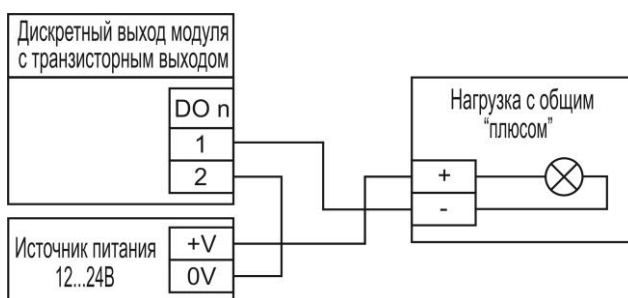 Дискретный выход модуля
с транзисторным выходом
DO n
1
2
Источник питания
12...24В
+V
0V
Нагрузка с общим
“плюсом”
+
-